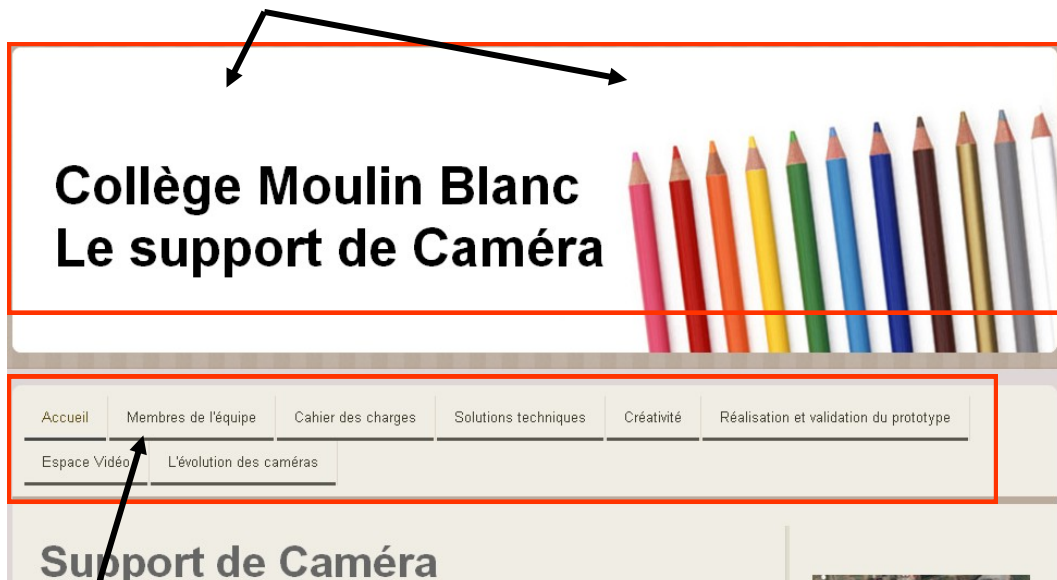 Collège Moulin Blanc
Le support de Caméra
Accueil Membres de l'équipe Cahier des charges Solutions techniques Créativité Réalisation et validation du prototype
Espace Vidéo L'évolution des caméras
Support de Caméra